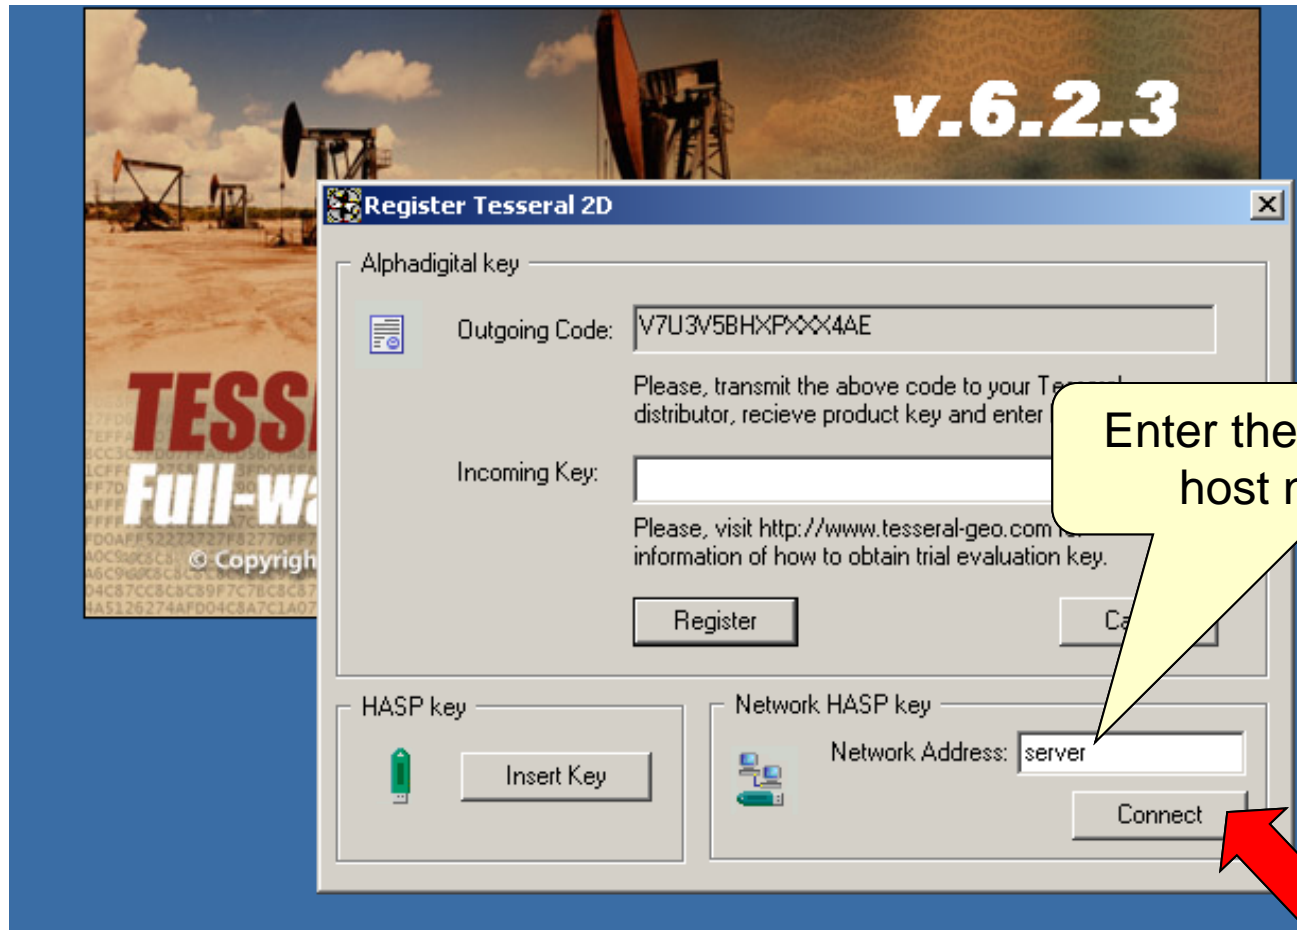 v.6.2.3
Register Tesseral 2D
Alphadigital key
Outgoing Code:
V7U3V5BHXPXXX4AE
Please, transmit the above code to your
distributor, recieve product key and enter
Enter the
host
Incoming Key:
Please, visit http://www.tesseral-geo.com
information of how to obtain trial evaluation key.
TESS
Full-wa
© Copyrigh
Register
HASP key
Insert Key
Network HASP key
Network Address:
server
Connect